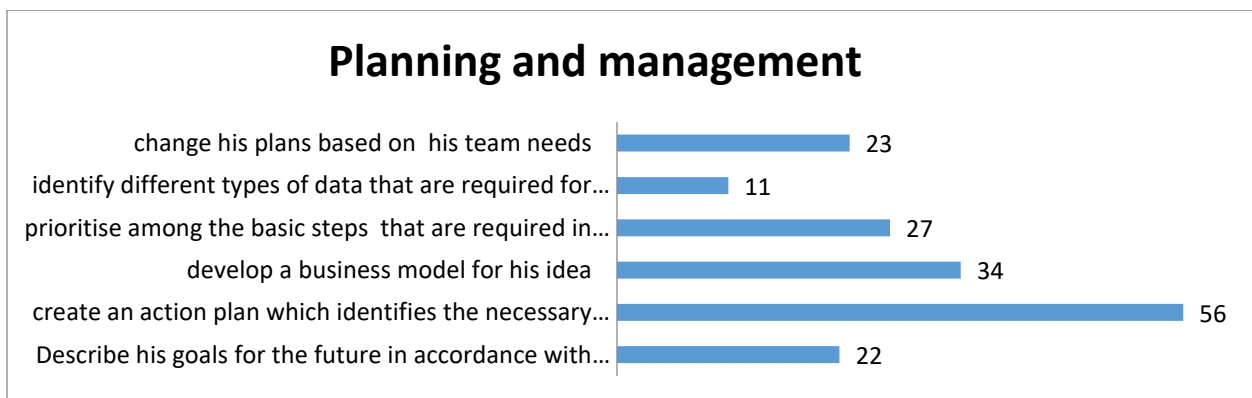 Planning and management
change his plans based on  his team needs 23
identify different types of data that are required for… 11
prioritise among the basic steps  that are required in… 27
develop a business model for his idea 34
create an action plan which identifies the necessary… 56
Describe his goals for the future in accordance with… 22